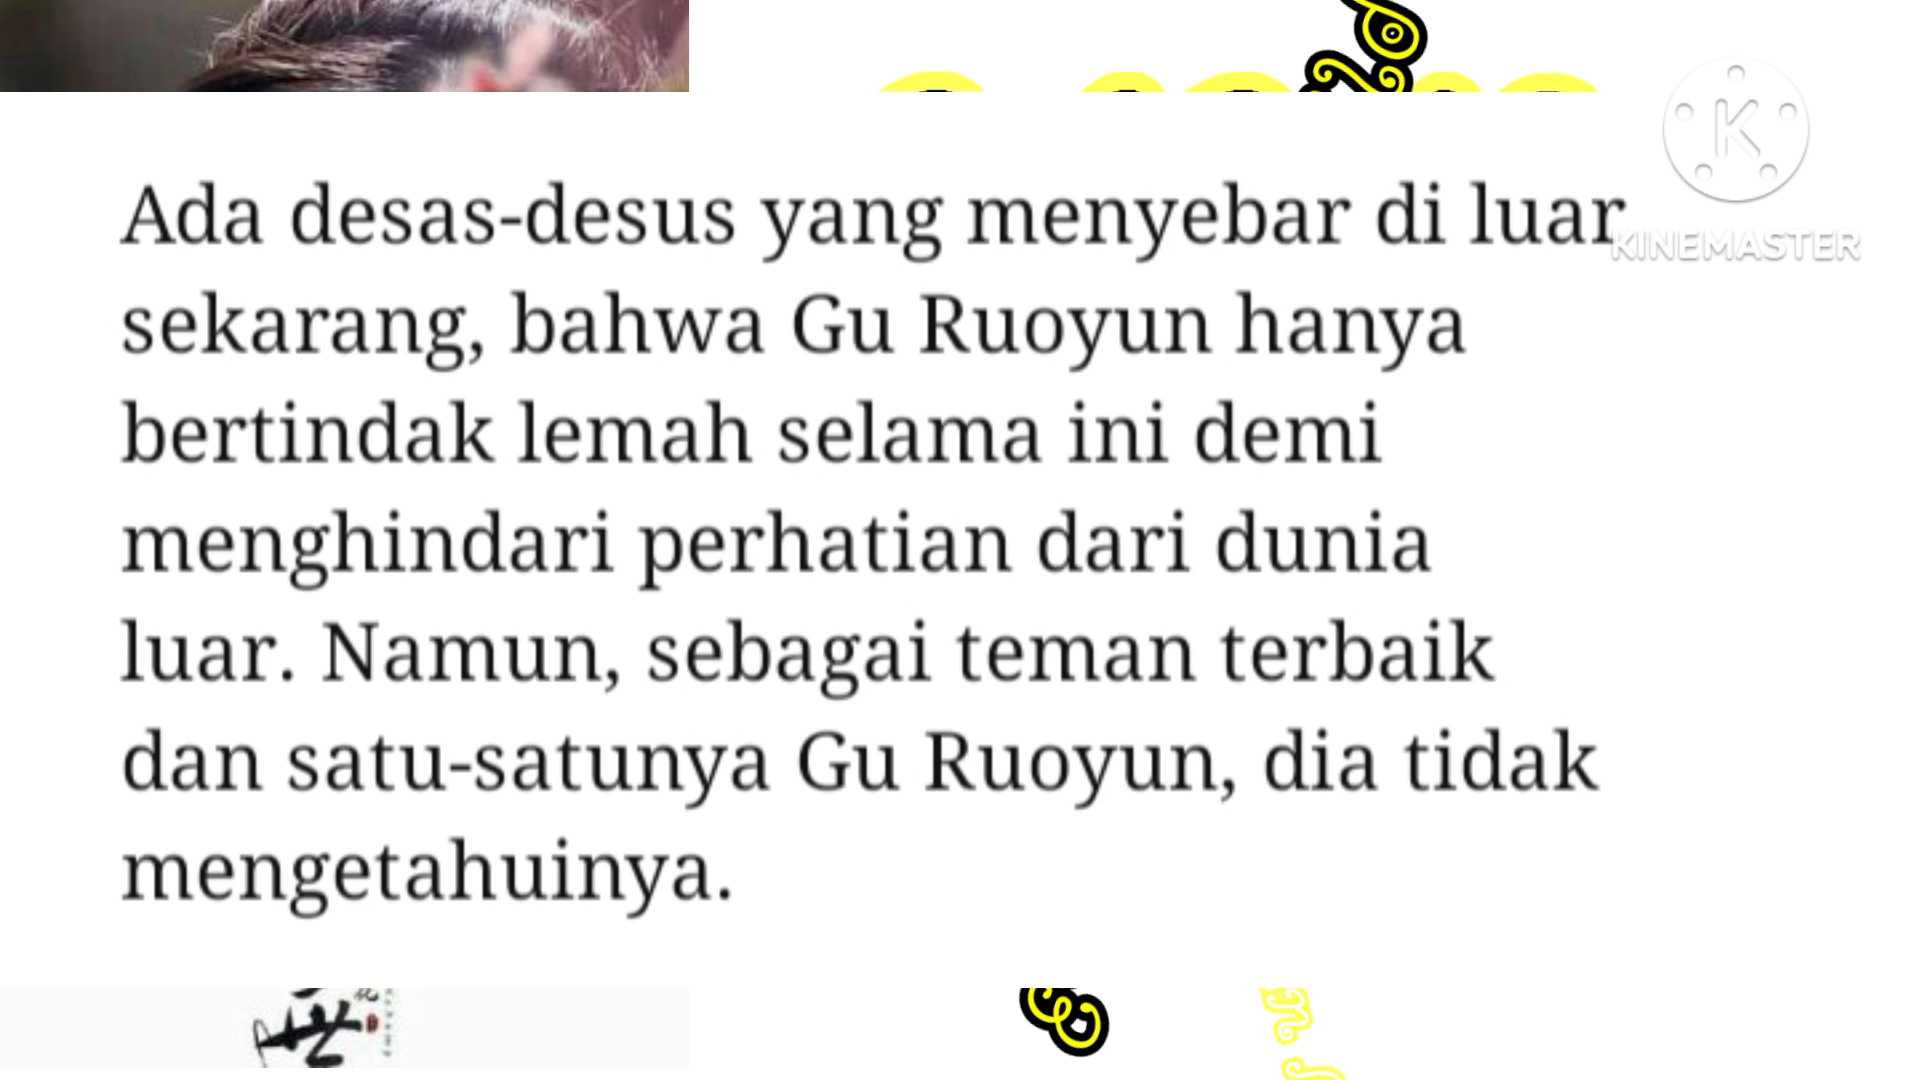 Ada desas-desus yang menyebar di luar
sekarang, bahwa Gu Ruoyun hanya
bertindak lemah selama ini demi
menghindari perhatian dari dunia
luar. Namun, sebagai teman terbaik
dan satu-satunya Gu Ruoyun, dia tidak
mengetahuinya.
K
KINEMASTER